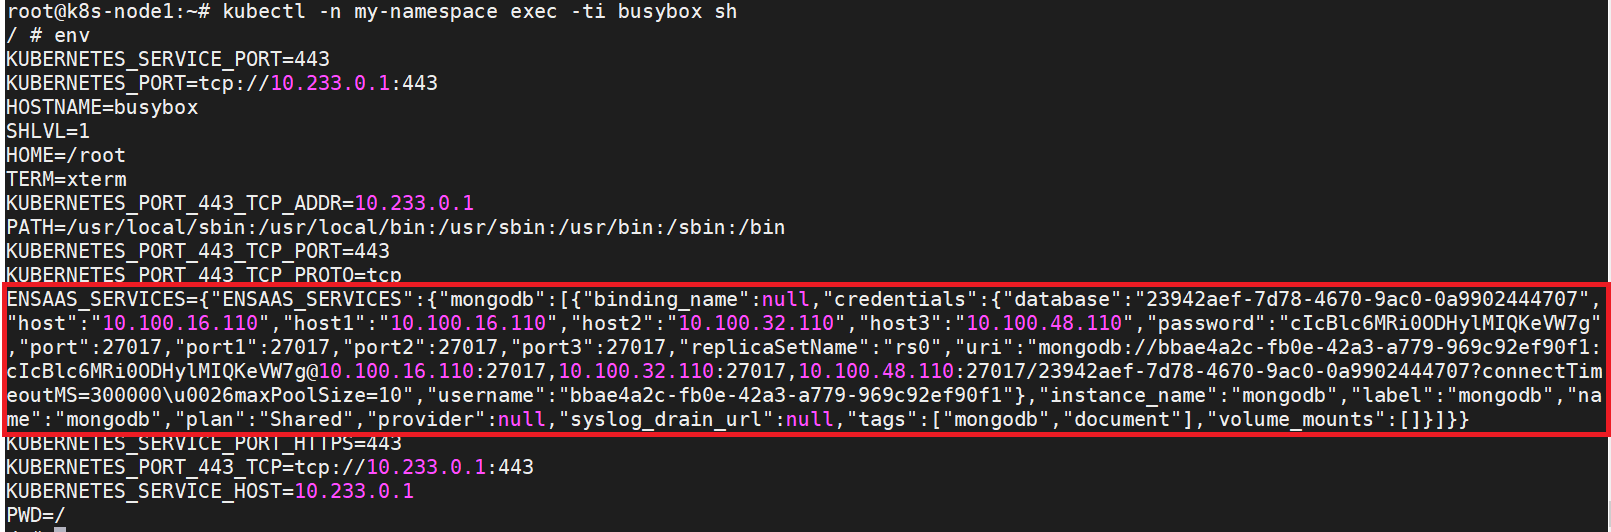 root@k8s-node1:~# kubectl -n my-namespace exec -ti busybox sh
/ # env
KUBERNETES_SERVICE_PORT=443
KUBERNETES_PORT=tcp://10.233.0.1:443
HOSTNAME=busybox
SHLVL=1
HOME=/root
TERM=xterm
KUBERNETES_PORT_443_TCP_ADDR=10.233.0.1
PATH=/usr/local/sbin:/usr/local/bin:/usr/sbin:/usr/bin:/sbin:/bin
KUBERNETES_PORT_443_TCP_PORT=443
KUBERNETES_PORT_443_TCP_PROTO=tcp
ENSAAS_SERVICES={"ENSAAS_SERVICES":{"mongodb":[{"binding_name":null,"credentials":{"database":"23942aef-7d78-4670-9ac0-0a9902444707",
"host":"10.100.16.110","host1":"10.100.16.110","host2":"10.100.32.110","host3":"10.100.48.110","password":"cIcBlc6MRi0ODHylMIQKeVW7g"
,"port":27017,"port1":27017,"port2":27017,"port3":27017,"replicaSetName":"rs0","uri":"mongodb://bbae4a2c-fb0e-42a3-a779-969c92ef90f1:
cIcBlc6MRi0ODHylMIQKeVW7g@10.100.16.110:27017,10.100.32.110:27017,10.100.48.110:27017/23942aef-7d78-4670-9ac0-0a9902444707?connectTim
eoutMS=300000\u0026maxPoolSize=10","username":"bbae4a2c-fb0e-42a3-a779-969c92ef90f1"},"instance_name":"mongodb","label":"mongodb","na
me":"mongodb","plan":"Shared","provider":null,"syslog_drain_url":null,"tags":["mongodb","document"],"volume_mounts":[]}]}}
KUBERNETES_SERVICE_PORT_HTTPS=443
KUBERNETES_PORT_443_TCP=tcp://10.233.0.1:443
KUBERNETES_SERVICE_HOST=10.233.0.1
PWD=/